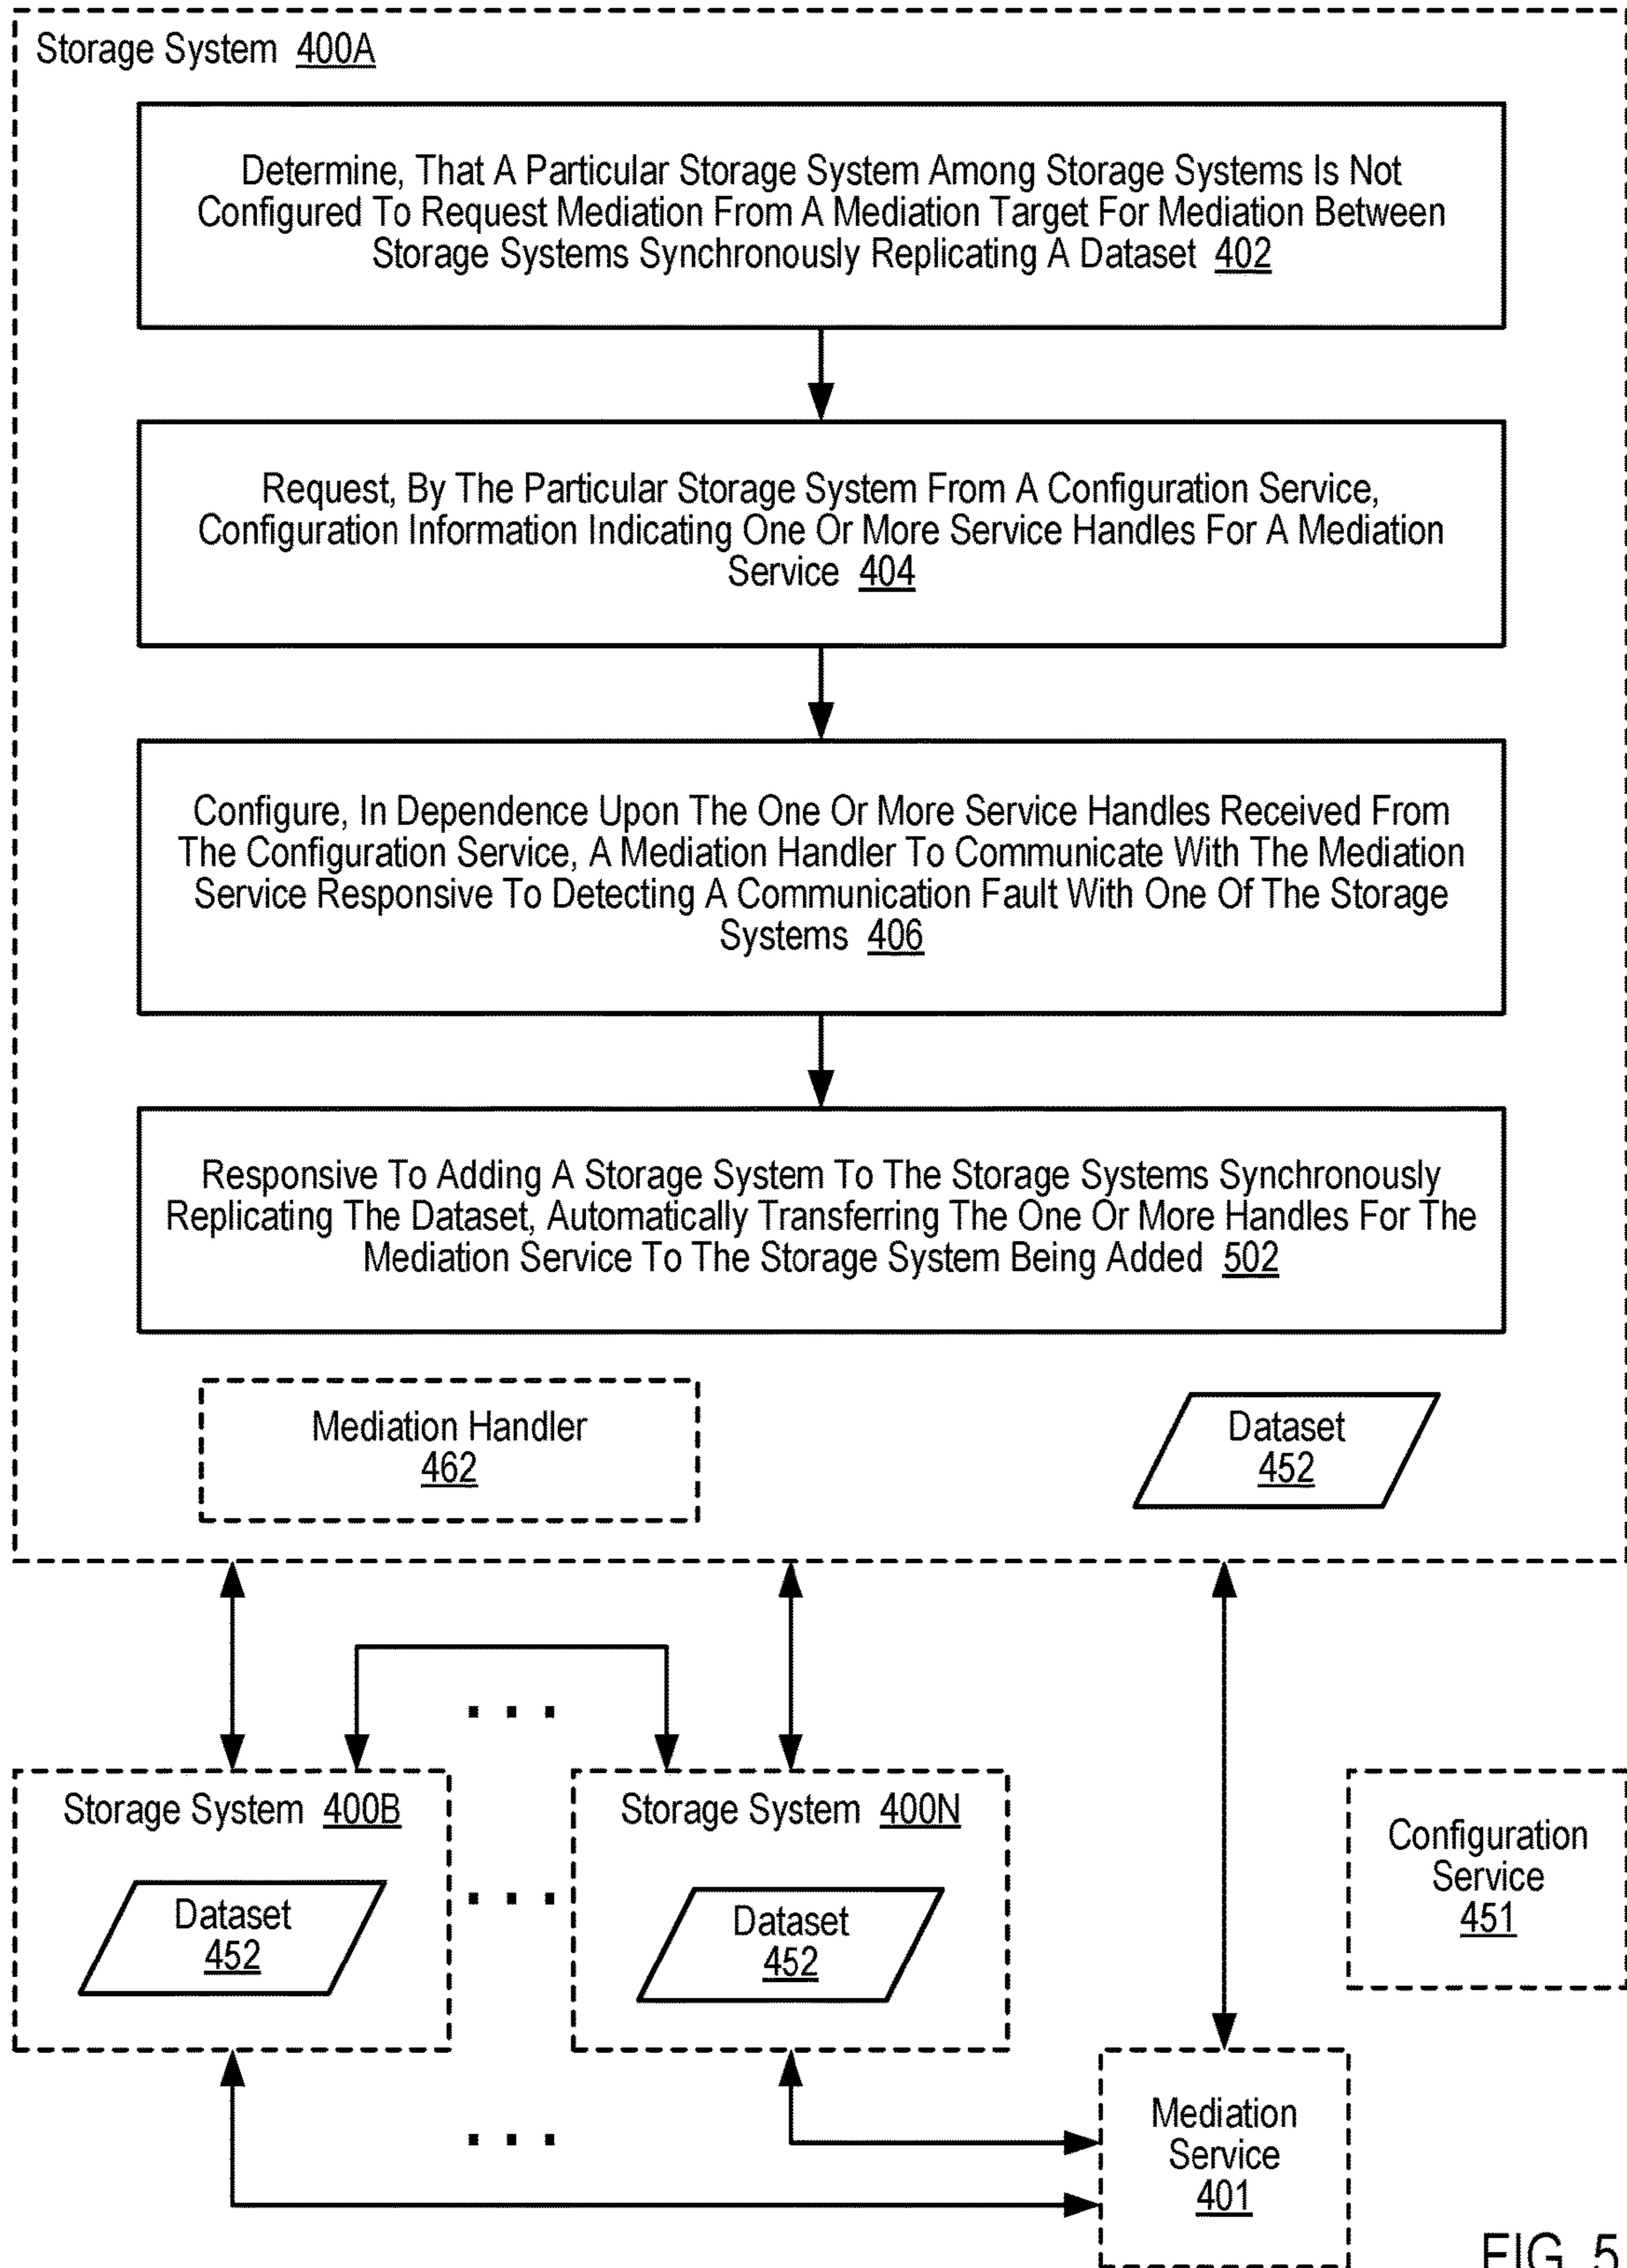 Storage System 400A
Determine, That A Particular Storage System Among Storage Systems Is Not
Configured To Request Mediation From A Mediation Target For Mediation Between
Storage Systems Synchronously Replicating A Dataset 402
Request, By The Particular Storage System From A Configuration Service,
Configuration Information Indicating One Or More Service Handles For A Mediation
Service 404
Configure, In Dependence Upon The One Or More Service Handles Received From
The Configuration Service, A Mediation Handler To Communicate With The Mediation
Service Responsive To Detecting A Communication Fault With One Of The Storage
Systems 406
Responsive To Adding A Storage System To The Storage Systems Synchronously
Replicating The Dataset, Automatically Transferring The One Or More Handles For The
Mediation Service To The Storage System Being Added 502
Mediation Handler
462
Dataset
452
. . .
Storage System 400B
Dataset
452
. . .
Storage System 400N
Dataset
452
Configuration
Service
451
. . .
Mediation
Service
401
FIG. 5